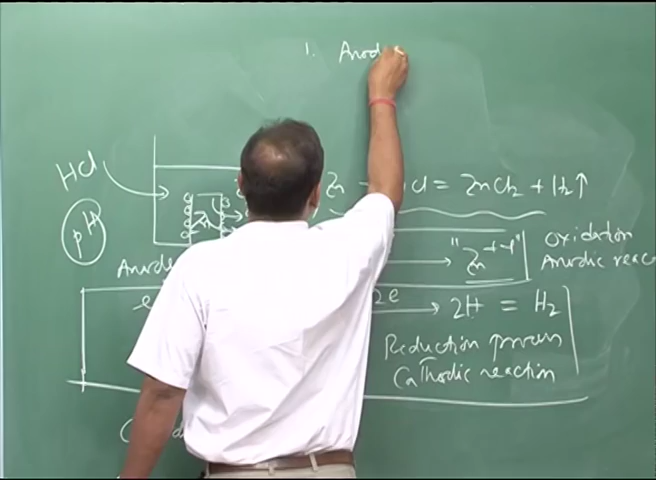 1. Anod
HCl
Zn Cl = ZnCl2 + H2↑
pH
Zn
"Zn++"
Oxidation
Anodic reac
Anode
e
2e → 2H = H2
Reduction process
Cathodic reaction